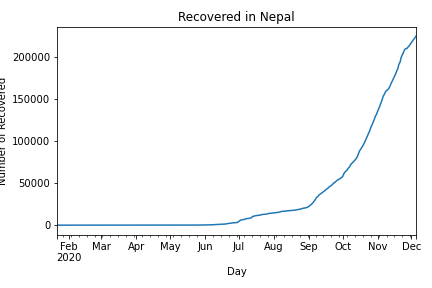 Recovered in Nepal
Number of Recovered
200000
150000
100000
50000
0
Feb Mar Apr May Jun Jul Aug Sep Oct Nov Dec
2020
Day